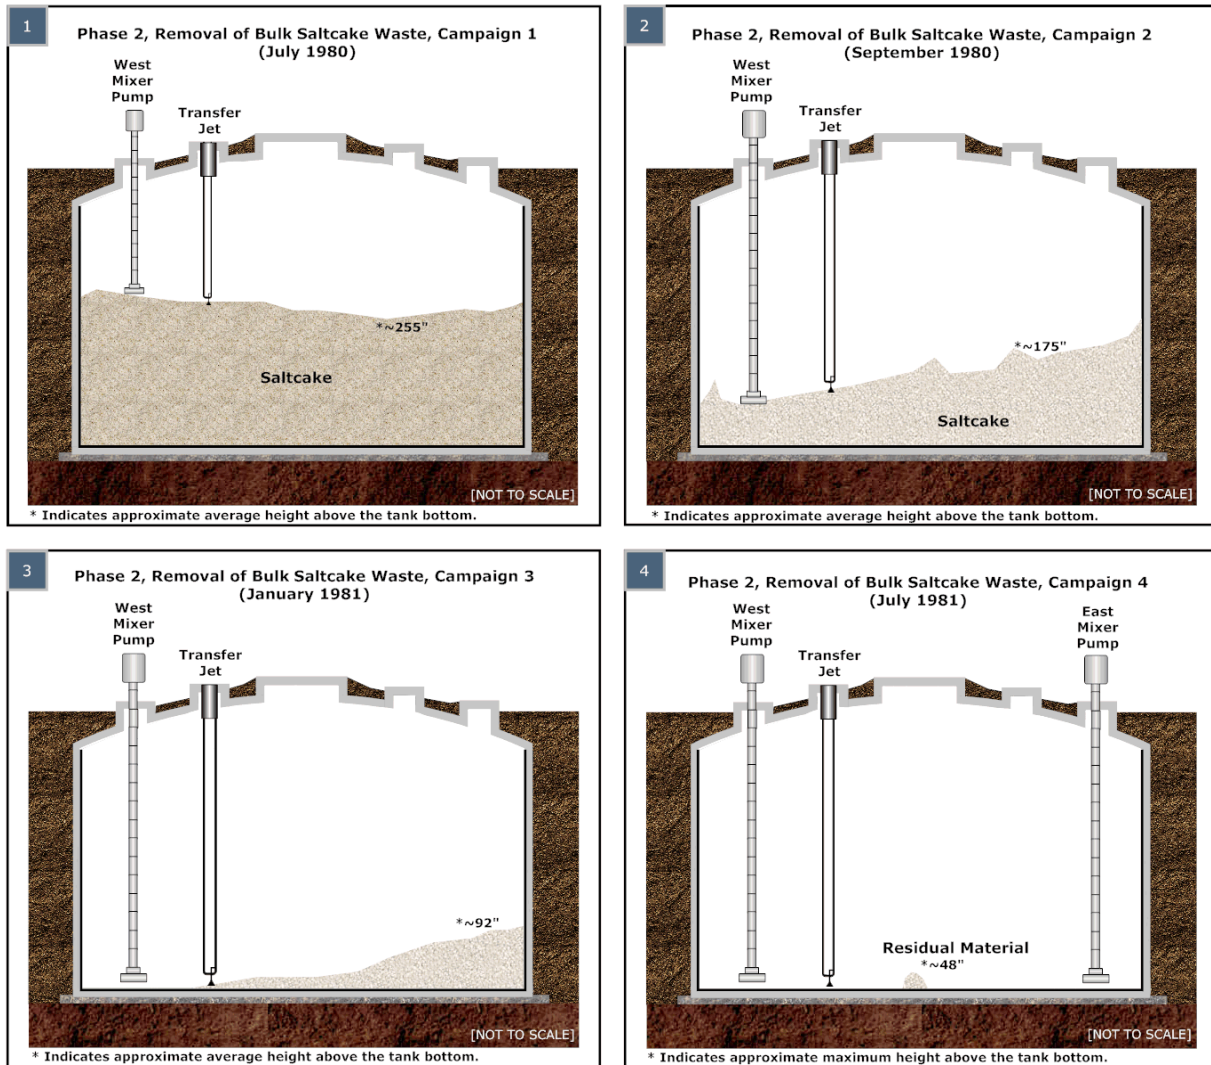 1
Phase 2, Removal of Bulk Saltcake Waste, Campaign 1
(July 1980)
West
Mixer
Pump
Transfer
Jet
*~255"
Saltcake
[NOT TO SCALE]
* Indicates approximate average height above the tank bottom.
2
Phase 2, Removal of Bulk Saltcake Waste, Campaign 2
(September 1980)
West
Mixer
Pump
Transfer
Jet
*~175"
Saltcake
[NOT TO SCALE]
* Indicates approximate average height above the tank bottom.
3
Phase 2, Removal of Bulk Saltcake Waste, Campaign 3
(January 1981)
West
Mixer
Pump
Transfer
Jet
*~92"
[NOT TO SCALE]
* Indicates approximate average height above the tank bottom.
4
Phase 2, Removal of Bulk Saltcake Waste, Campaign 4
(July 1981)
West
Mixer
Pump
Transfer
Jet
East
Mixer
Pump
Residual Material
*~48"
[NOT TO SCALE]
* Indicates approximate maximum height above the tank bottom.